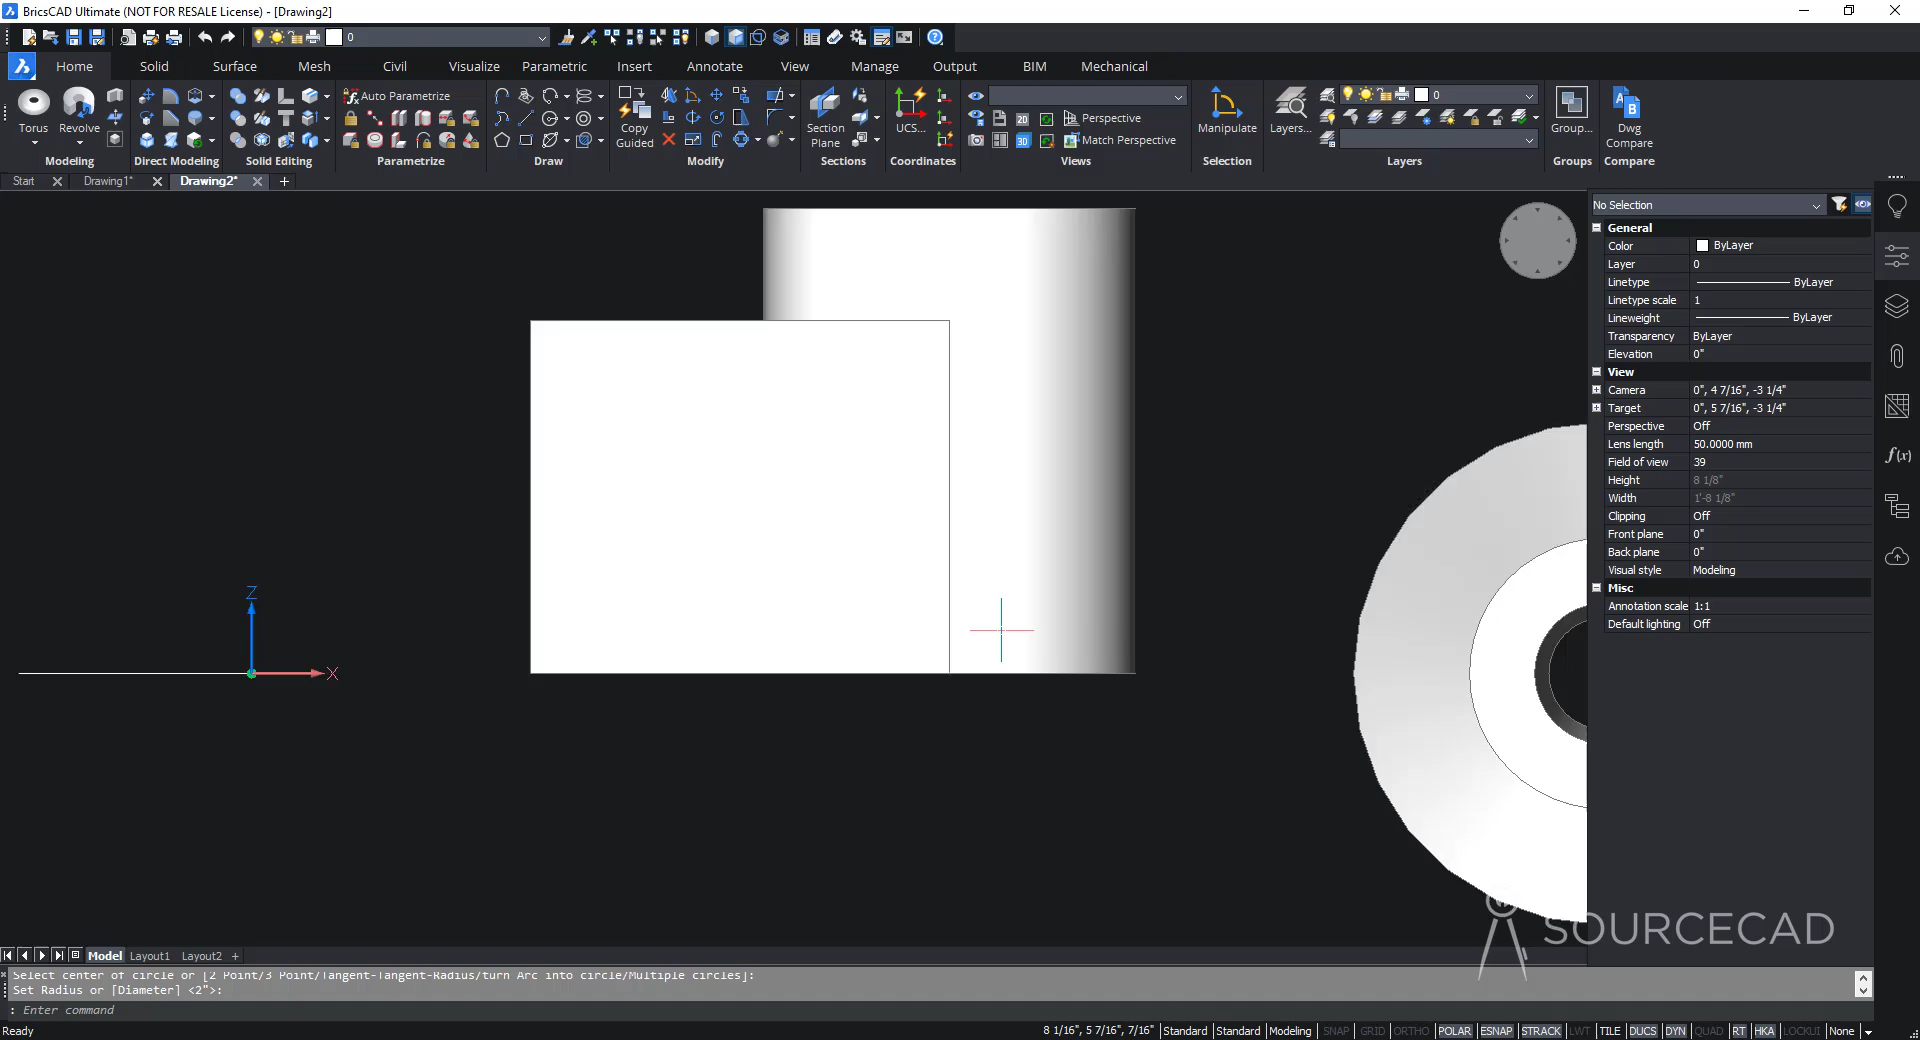 BricsCAD Ultimate (NOT FOR RESALE License) - [Drawing2]
0
Home Solid Surface Mesh Parametric Civil Visualize Parametric Insert Annotate View Manage Output BIM Mechanical
Torus Revolve
Auto Parametrize
Copy Guided
Section Plane
UCS...
Perspective
Match Perspective
2D
3D
Manipulate
Layers...
0
Group...
Dwg Compare
Modeling Direct Modeling Solid Editing Parametrize Draw Modify Sections Coordinates Views Selection Layers Groups Compare
Start Drawing1* Drawing2*
No Selection
General
Color ByLayer
Layer 0
Linetype ByLayer
Linetype scale 1
Lineweight ByLayer
Transparency ByLayer
Elevation 0"
View
Camera 0", 4 7/16", -3 1/4"
Target 0", 5 7/16", -3 1/4"
Perspective Off
Lens length 50.0000 mm
Field of view 39
Height 8 1/8"
Width 1'-8 1/8"
Clipping Off
Front plane 0"
Back plane 0"
Visual style Modeling
Misc
Annotation scale 1:1
Default lighting Off
f(x)
Z
X
SOURCECAD
Model Layout1 Layout2 +
Select center of circle or [2 Point/3 Point/Tangent-Tangent-Radius/turn Arc into circle/Multiple circles]:
Set Radius or [Diameter] <2">:
: Enter command
Ready
8 1/16", 5 7/16", 7/16" Standard Standard Modeling SNAP GRID ORTHO POLAR ESNAP STRACK LWT TILE DUCS DYN QUAD RT HKA LOCKUI None